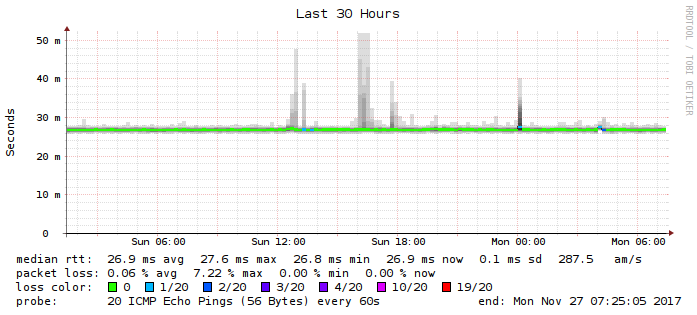 Last 30 Hours
RRDTOOL / TOBI OETIKER
Seconds
50 m
40 m
30 m
20 m
10 m
0
Sun 06:00 Sun 12:00 Sun 18:00 Mon 00:00 Mon 06:00
median rtt: 26.9 ms avg 27.6 ms max 26.8 ms min 26.9 ms now 0.1 ms sd 287.5 am/s
packet loss: 0.06 % avg 7.22 % max 0.00 % min 0.00 % now
loss color: 0 1/20 2/20 3/20 4/20 10/20 19/20
probe: 20 ICMP Echo Pings (56 Bytes) every 60s end: Mon Nov 27 07:25:05 2017